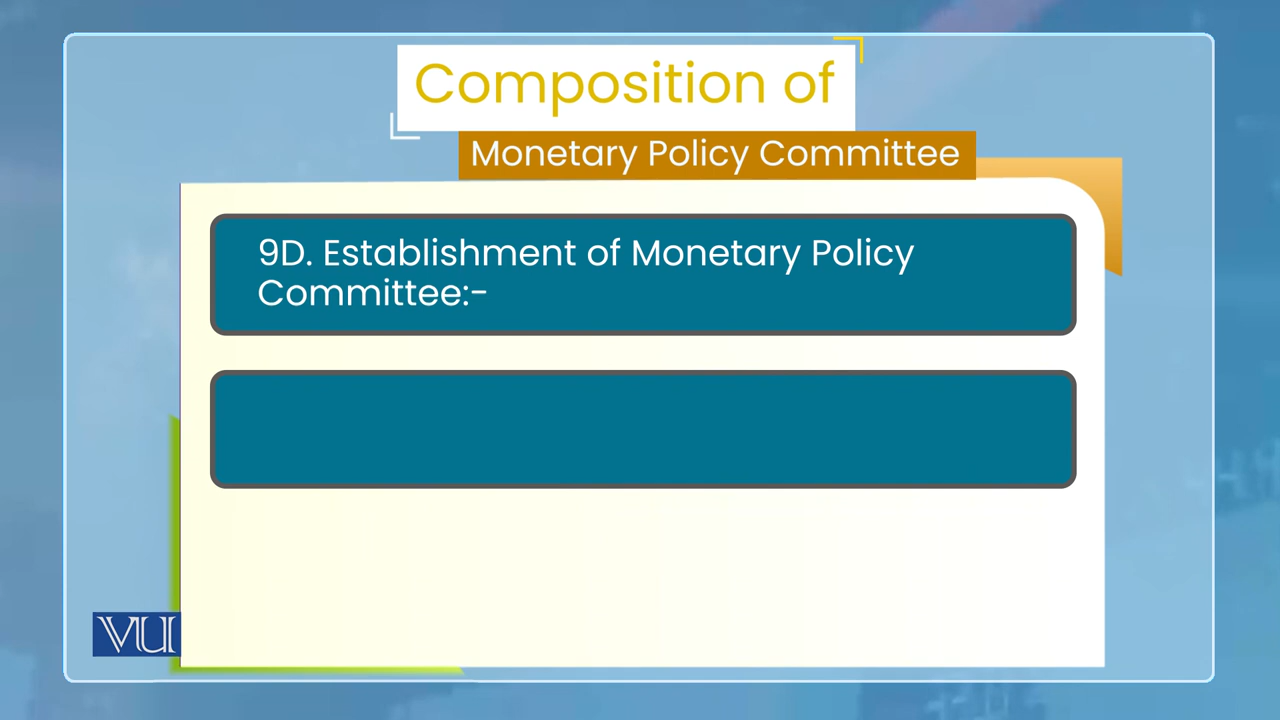 Composition of
Monetary Policy Committee
9D. Establishment of Monetary Policy
Committee:-
VU